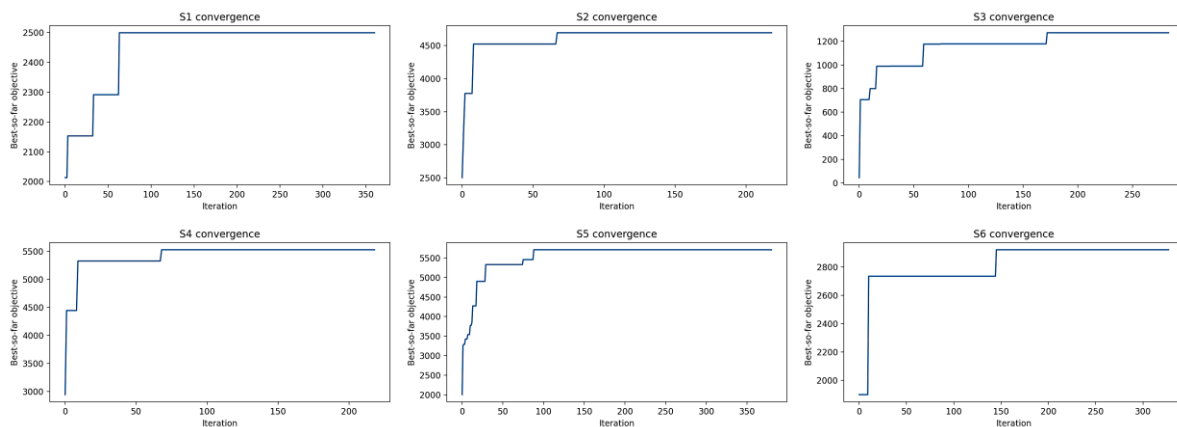 S1 convergence
Best-so-far objective
2500
2400
2300
2200
2100
2000
0 50 100 150 200 250 300 350
Iteration
S2 convergence
Best-so-far objective
4500
4000
3500
3000
2500
0 50 100 150 200
Iteration
S3 convergence
Best-so-far objective
1200
1000
800
600
400
200
0
0 50 100 150 200 250
Iteration
S4 convergence
Best-so-far objective
5500
5000
4500
4000
3500
3000
0 50 100 150 200
Iteration
S5 convergence
Best-so-far objective
5500
5000
4500
4000
3500
3000
2500
2000
0 50 100 150 200 250 300 350
Iteration
S6 convergence
Best-so-far objective
2800
2600
2400
2200
2000
0 50 100 150 200 250 300
Iteration